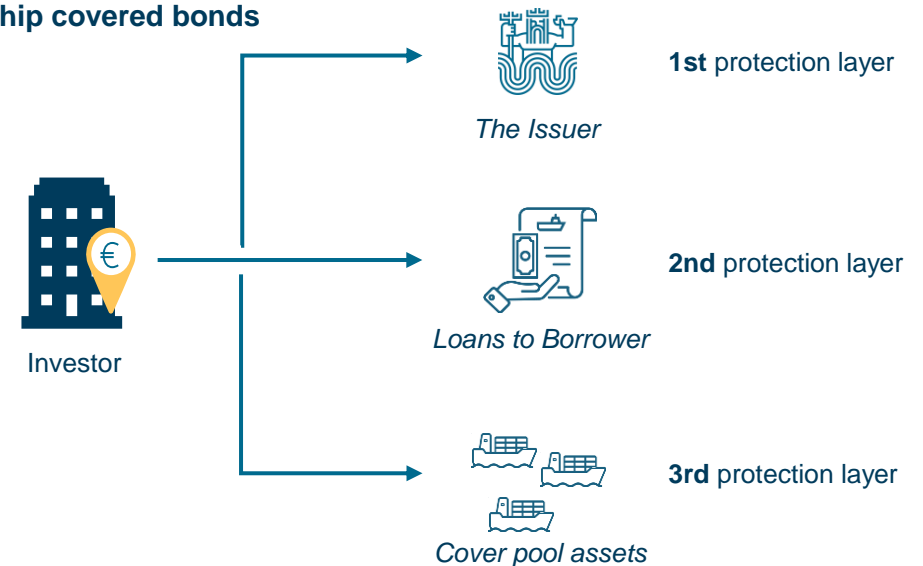 hip covered bonds
1st protection layer
The Issuer
€
2nd protection layer
Loans to Borrower
Investor
3rd protection layer
Cover pool assets